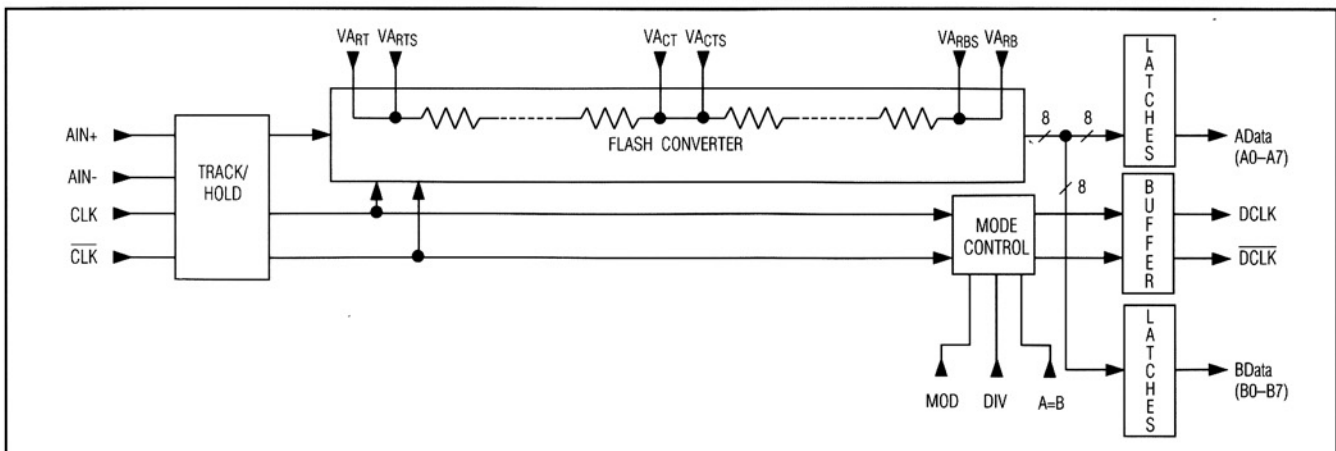 VART VARTS VACT VACTS VARBS VARB
LATCHES
AIN+
AIN-
CLK
CLK
TRACK/
HOLD
FLASH CONVERTER
8 8
8
AData
(A0–A7)
MODE
CONTROL
BUFFER
DCLK
DCLK
MOD DIV A=B
LATCHES
BData
(B0–B7)